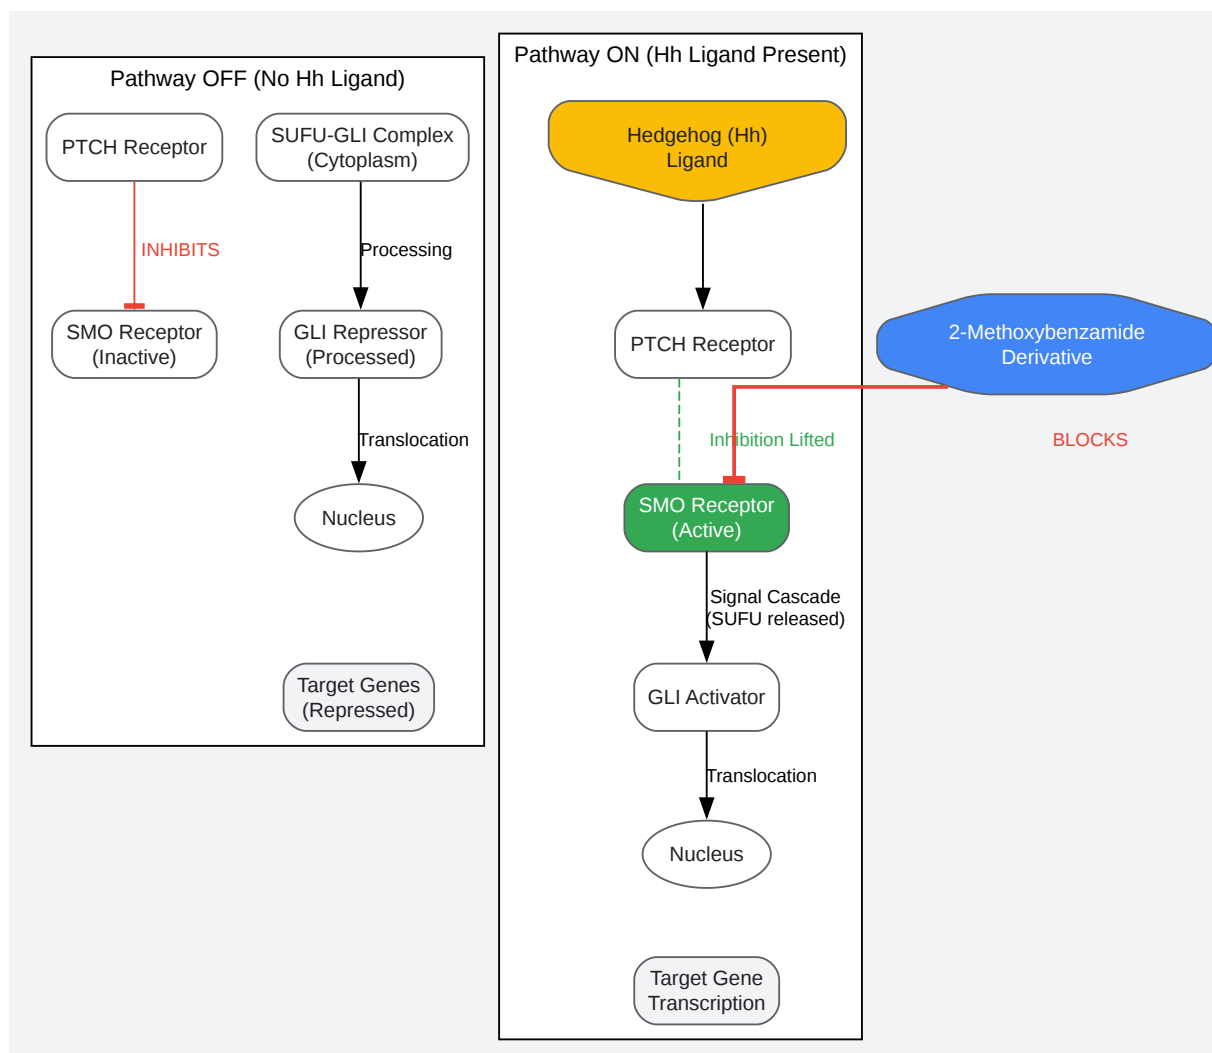 Pathway OFF (No Hh Ligand)
PTCH Receptor
SUFU-GLI Complex
(Cytoplasm)
INHIBITS
Processing
SMO Receptor
(Inactive)
GLI Repressor
(Processed)
Translocation
Nucleus
Target Genes
(Repressed)
Pathway ON (Hh Ligand Present)
Hedgehog (Hh)
Ligand
PTCH Receptor
Inhibition Lifted
SMO Receptor
(Active)
Signal Cascade
(SUFU released)
GLI Activator
Translocation
Nucleus
Target Gene
Transcription
2-Methoxybenzamide
Derivative
BLOCKS